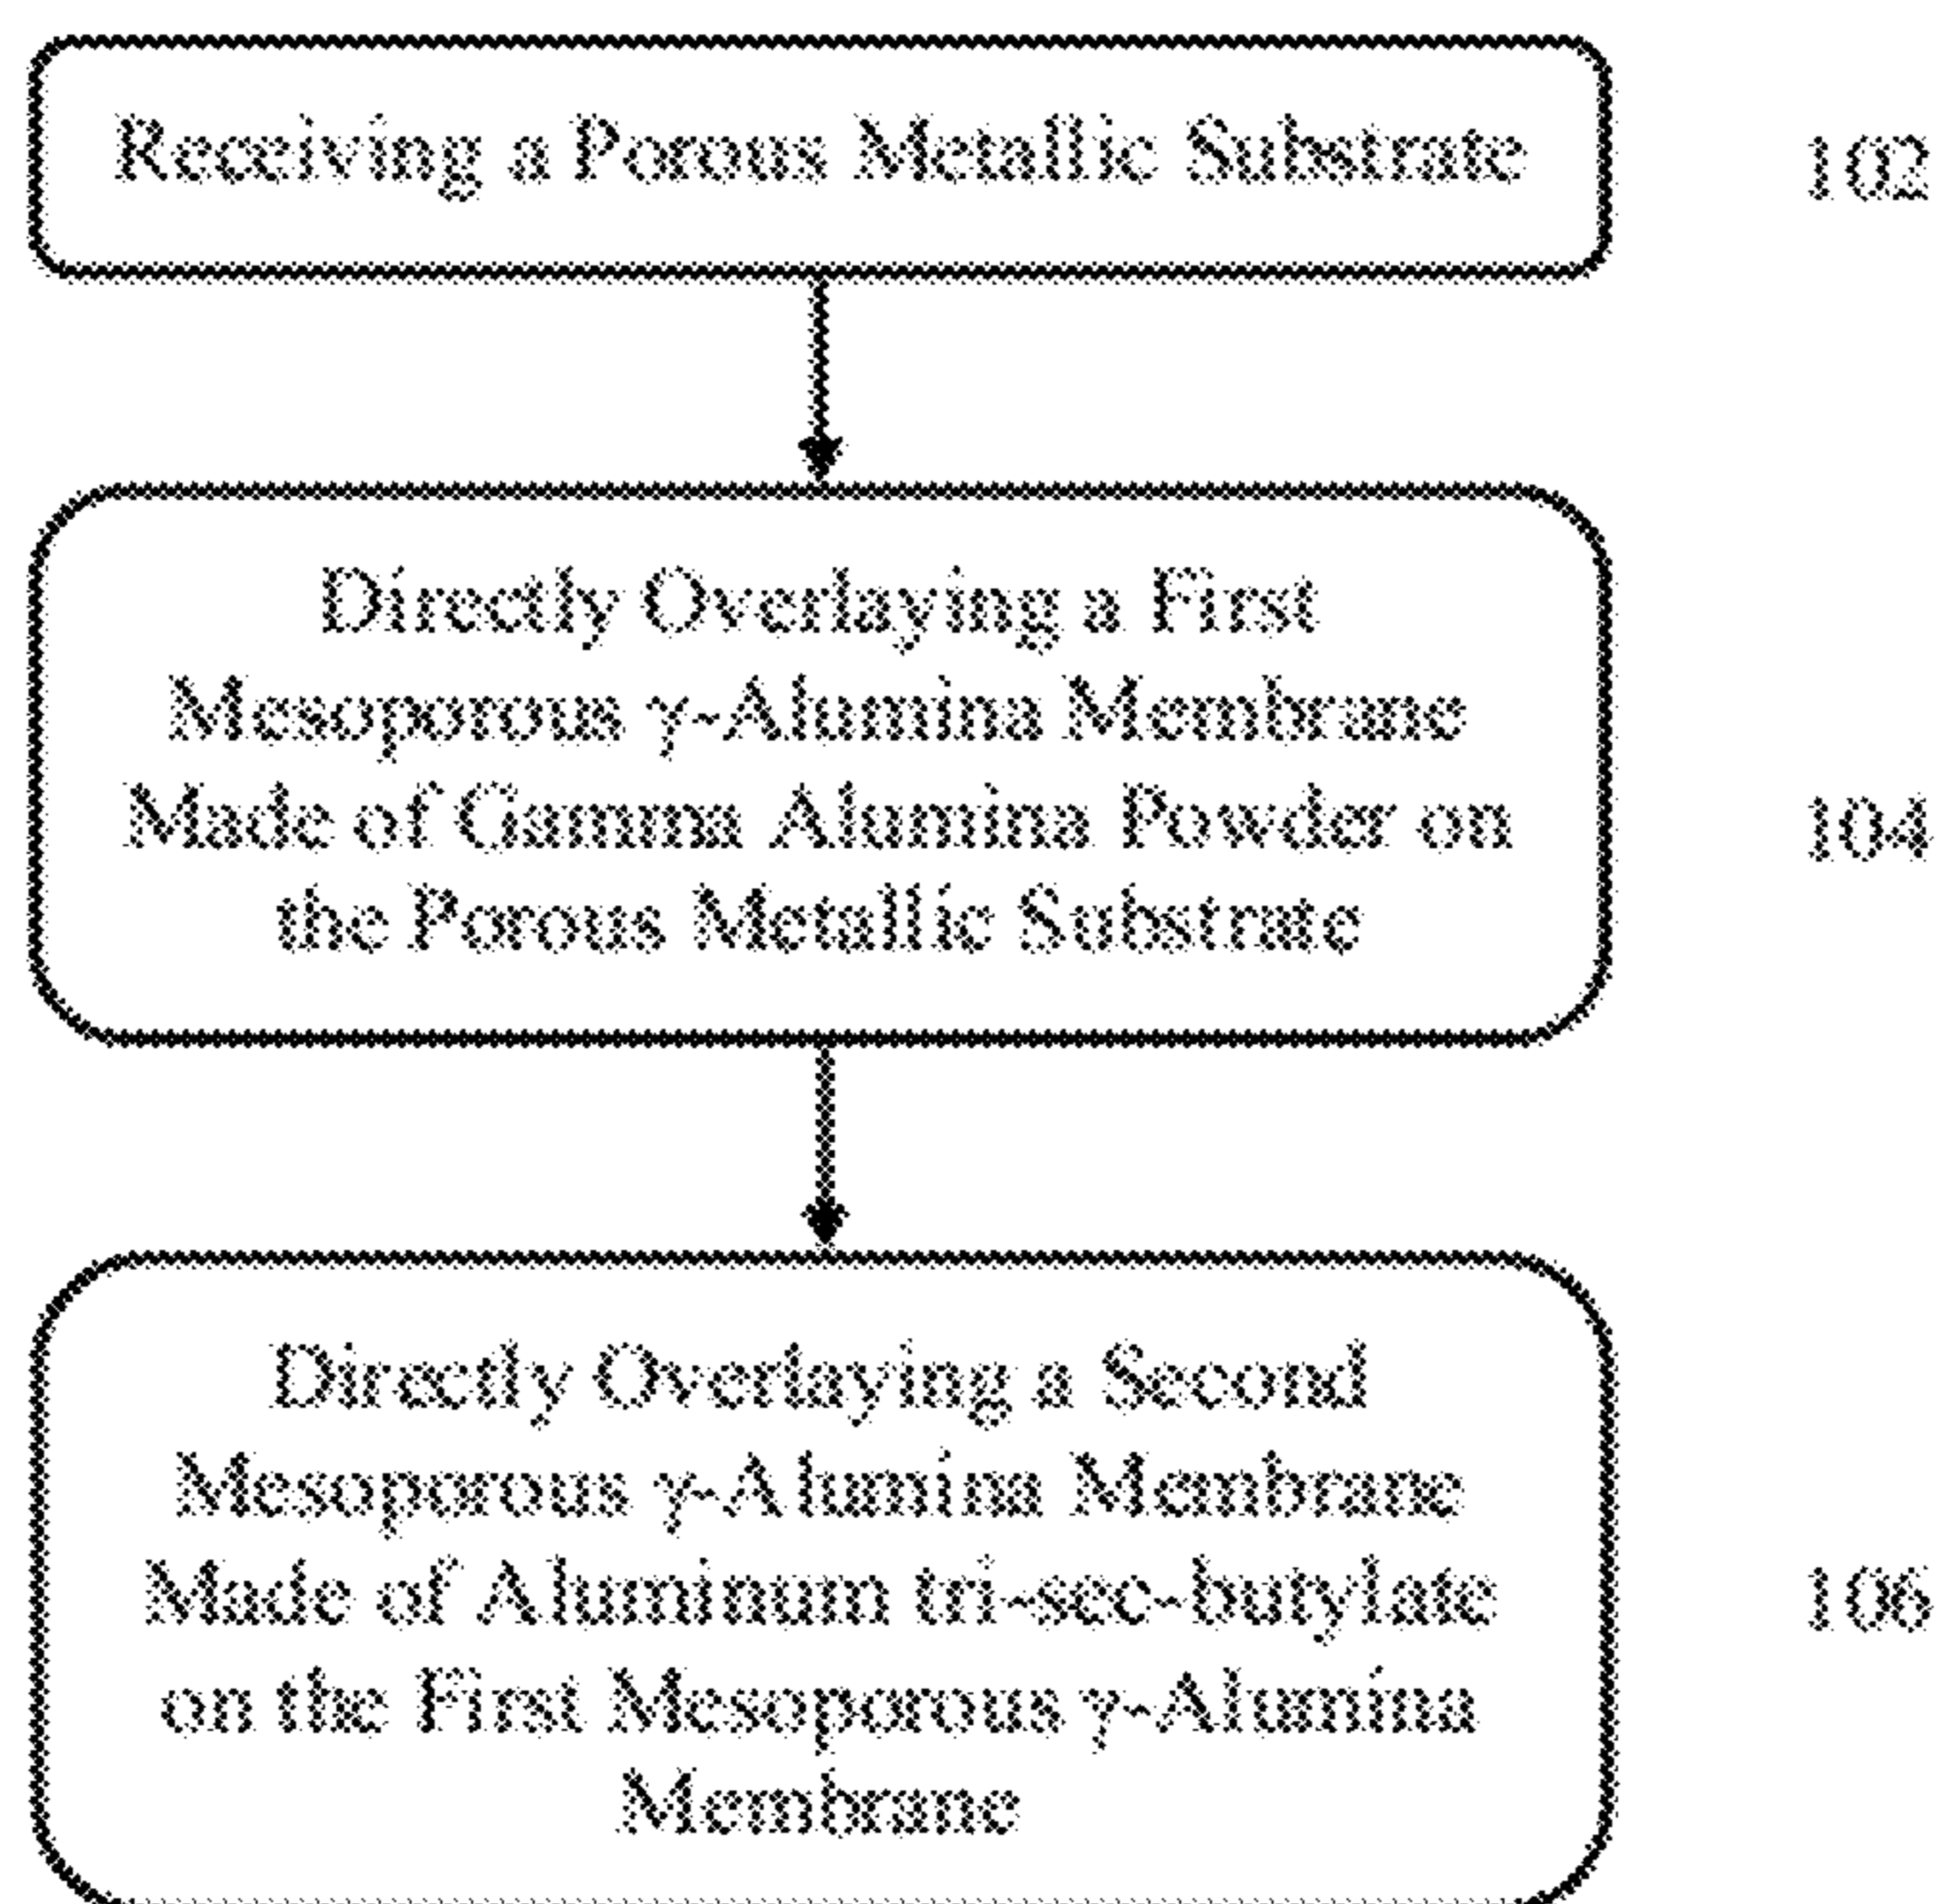 Receiving a Porous Metallic Substrate
102
Directly Overlaying a First
Mesoporous γ-Alumina Membrane
Made of Gamma Alumina Powder on
the Porous Metallic Substrate
104
Directly Overlaying a Second
Mesoporous γ-Alumina Membrane
Made of Aluminum tri-sec-butylate
on the First Mesoporous γ-Alumina
Membrane
106